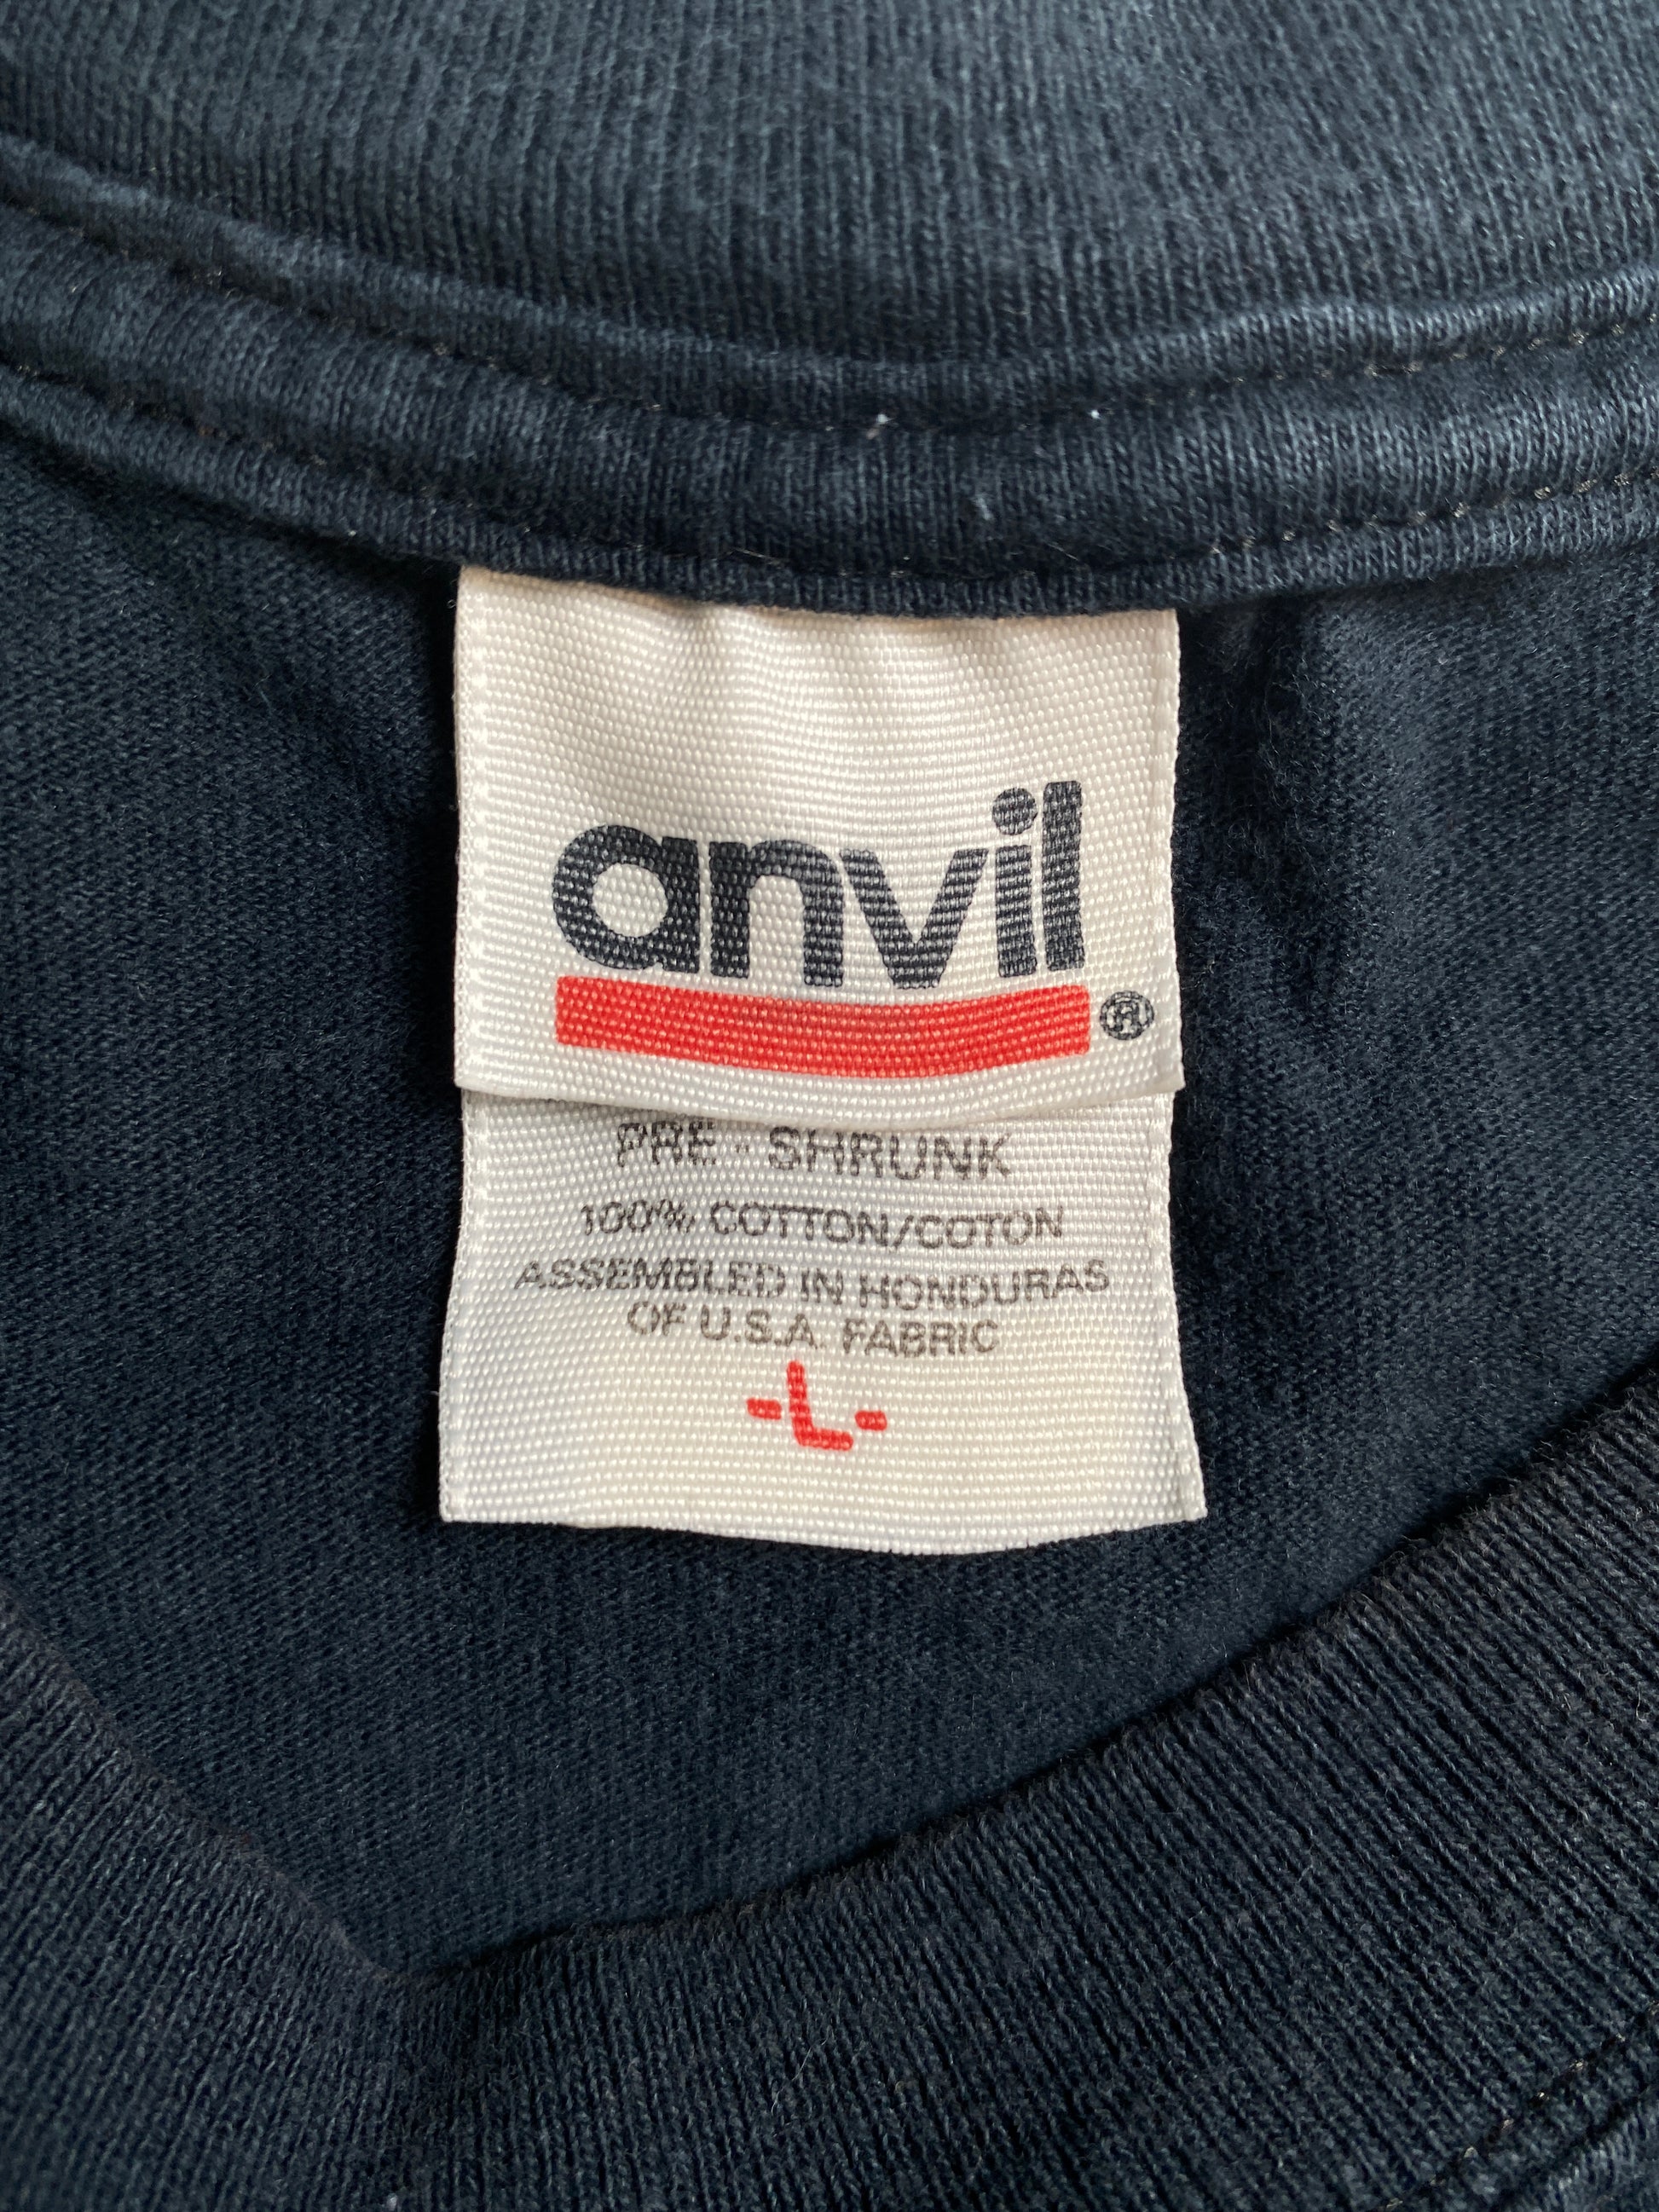 anvil
®
PRE - SHRUNK
100% COTTON/COTON
ASSEMBLED IN HONDURAS
OF U.S.A. FABRIC
-L-